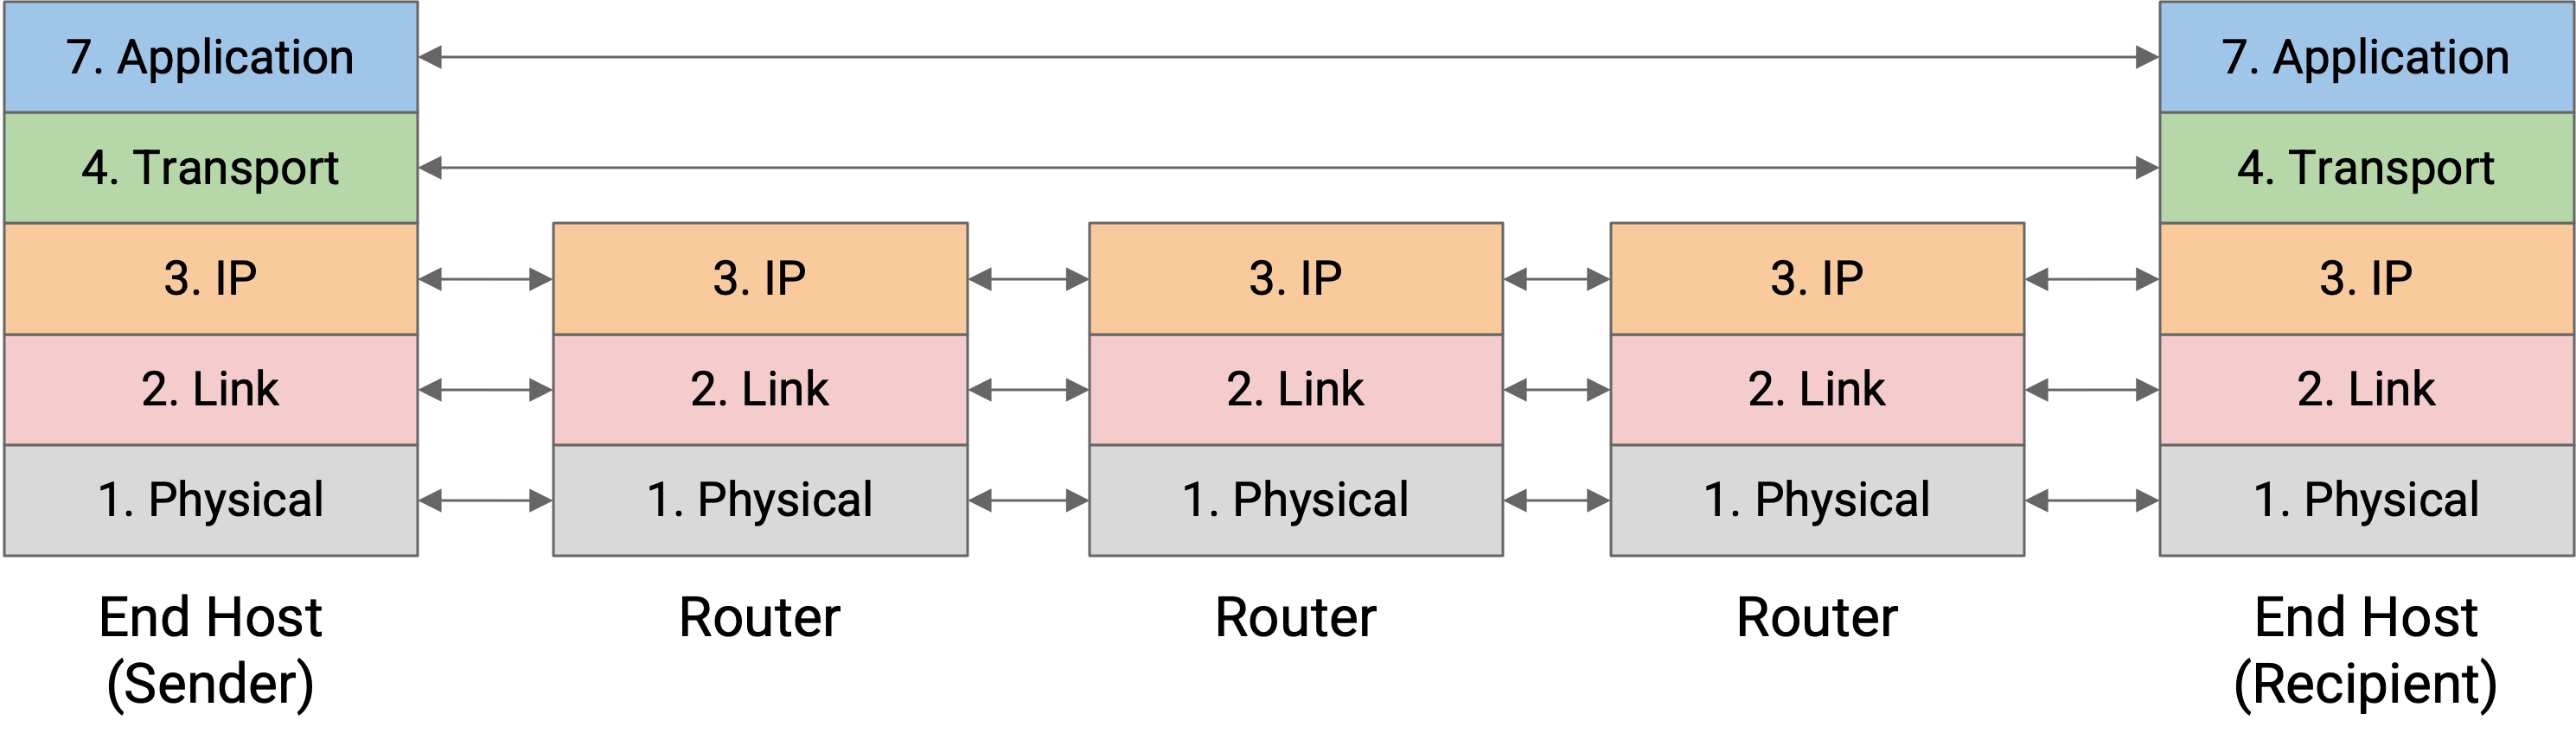 7. Application
7. Application
4. Transport
4. Transport
3. IP
3. IP
3. IP
3. IP
3. IP
2. Link
2. Link
2. Link
2. Link
2. Link
1. Physical
1. Physical
1. Physical
1. Physical
1. Physical
End Host
(Sender)
Router
Router
Router
End Host
(Recipient)